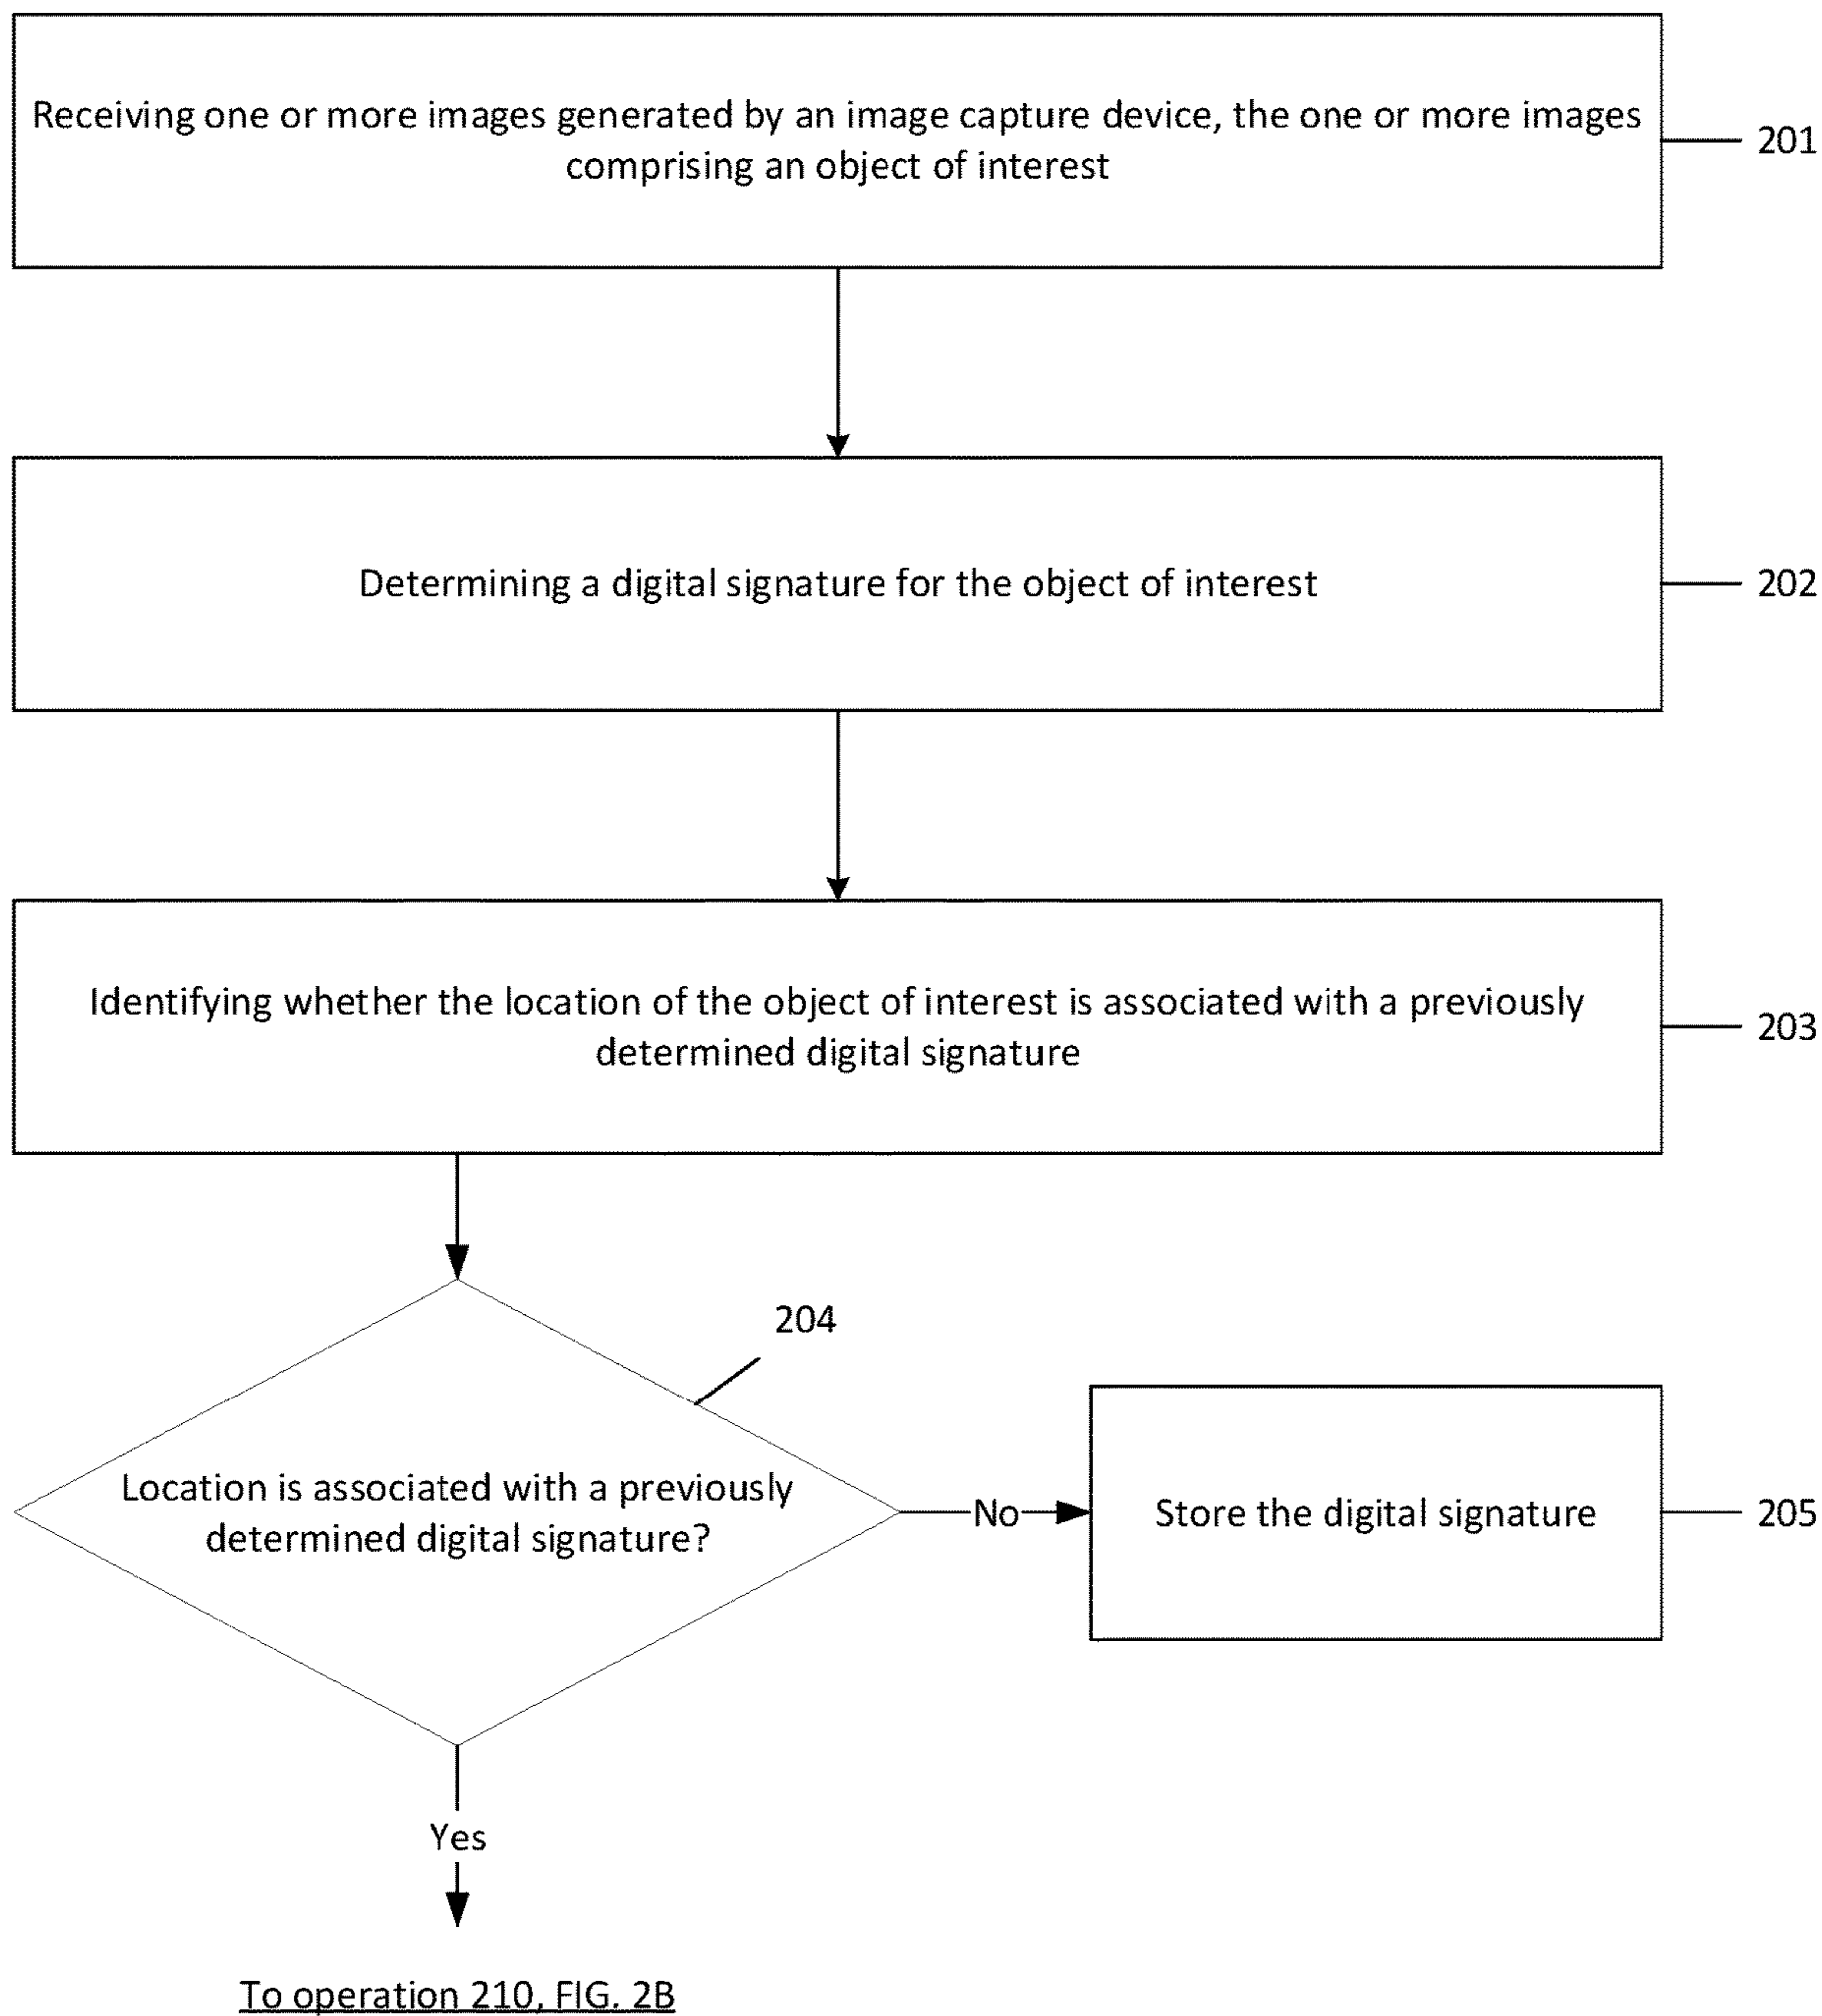 Receiving one or more images generated by an image capture device, the one or more images
comprising an object of interest
201
Determining a digital signature for the object of interest
202
Identifying whether the location of the object of interest is associated with a previously
determined digital signature
203
204
Location is associated with a previously
determined digital signature?
No
Store the digital signature
205
Yes
To operation 210, FIG. 2B